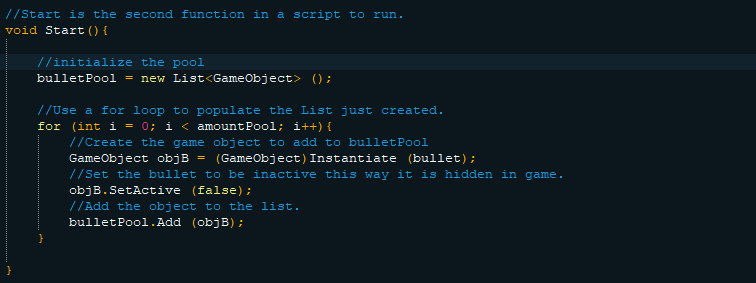 //Start is the second function in a script to run.
void Start(){
//initialize the pool
bulletPool = new List<GameObject> ();
//Use a for loop to populate the List just created.
for (int i = 0; i < amountPool; i++){
//Create the game object to add to bulletPool
GameObject objB = (GameObject)Instantiate (bullet);
//Set the bullet to be inactive this way it is hidden in game.
objB.SetActive (false);
//Add the object to the list.
bulletPool.Add (objB);
}
}